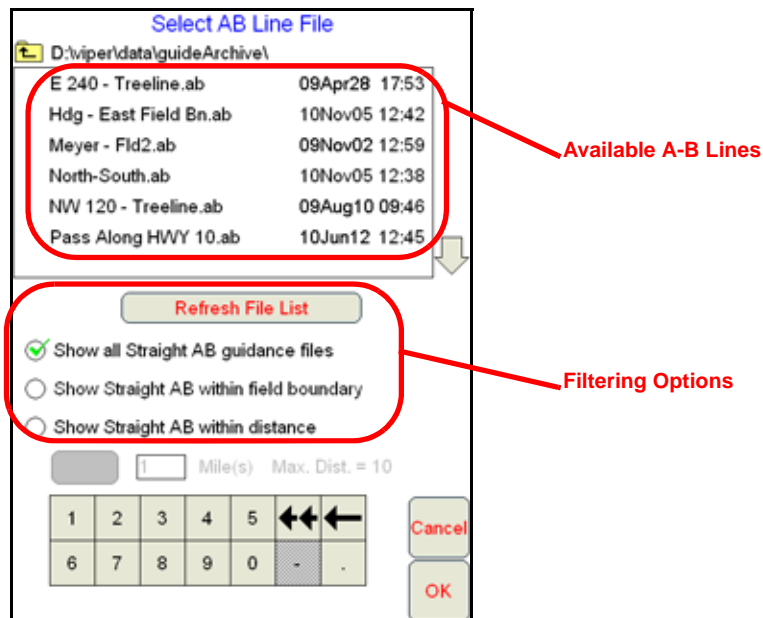 Select AB Line File
D:\viper\data\guideArchive\
E 240 - Treeline.ab 09Apr28 17:53
Hdg - East Field Bn.ab 10Nov05 12:42
Meyer - Fld2.ab 09Nov02 12:59
North-South.ab 10Nov05 12:38
NW 120 - Treeline.ab 09Aug10 09:46
Pass Along HWY 10.ab 10Jun12 12:45
Available A-B Lines
Refresh File List
Show all Straight AB guidance files
Show Straight AB within field boundary
Show Straight AB within distance
Filtering Options
1 Mile(s) Max. Dist. = 10
1 2 3 4 5
6 7 8 9 0 - .
Cancel
OK